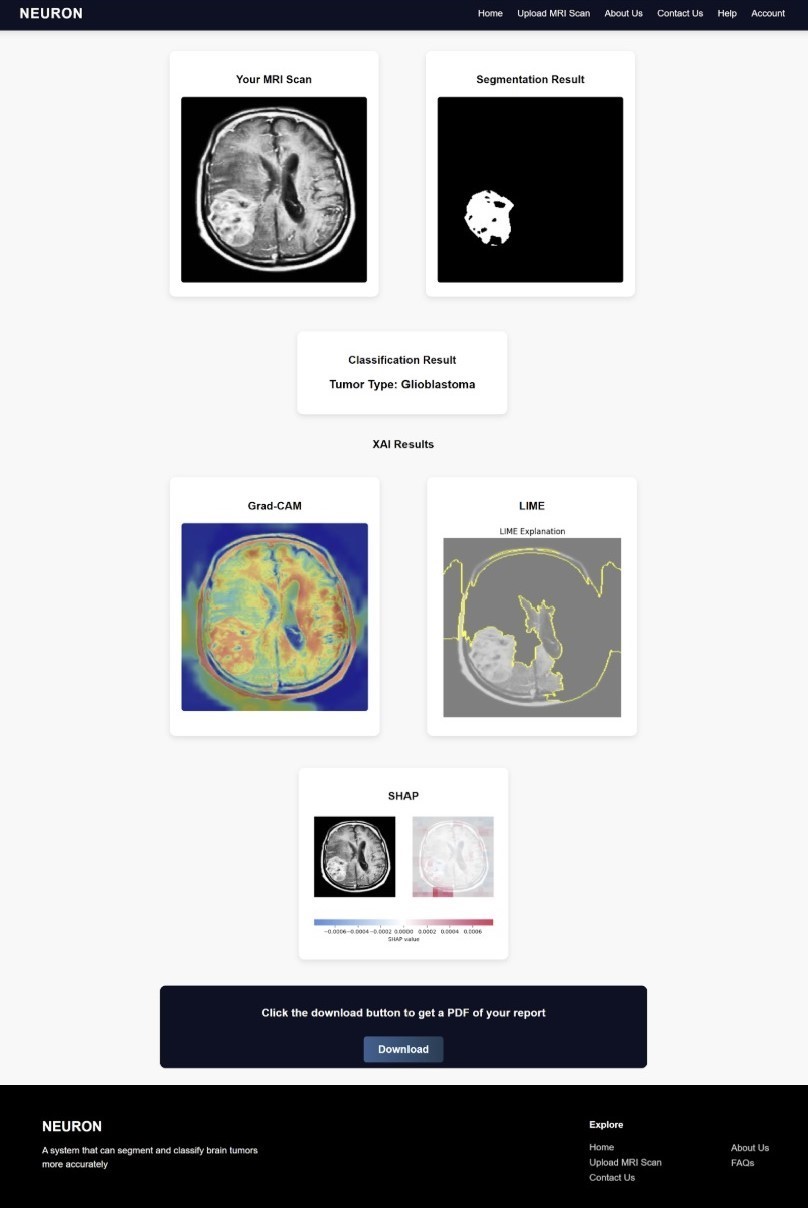 NEURON
Home Upload MRI Scan About Us Contact Us Help Account
Your MRI Scan
Segmentation Result
Classification Result
Tumor Type: Glioblastoma
XAI Results
Grad-CAM
LIME
LIME Explanation
SHAP
−0.0006 −0.0004 −0.0002 0.0000 0.0002 0.0004 0.0006
SHAP value
Click the download button to get a PDF of your report
Download
NEURON
A system that can segment and classify brain tumors
more accurately
Explore
Home
Upload MRI Scan
Contact Us
About Us
FAQs